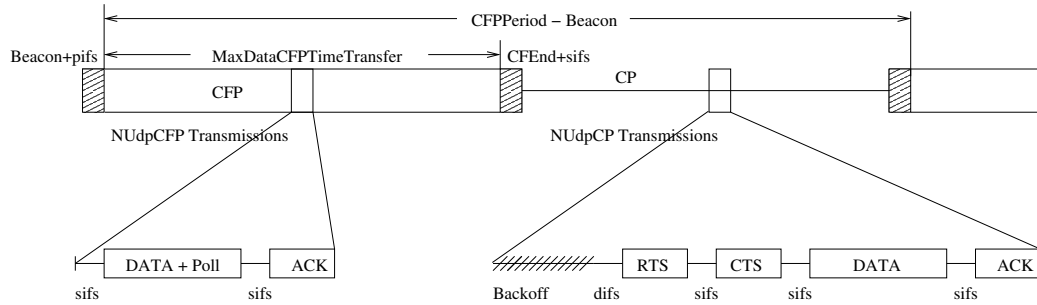 CFPPeriod − Beacon
Beacon+pifs
MaxDataCFPTimeTransfer
CFEnd+sifs
CFP
CP
NUdpCFP Transmissions
NUdpCP Transmissions
DATA + Poll
ACK
RTS
CTS
DATA
ACK
sifs
sifs
Backoff
difs
sifs
sifs
sifs